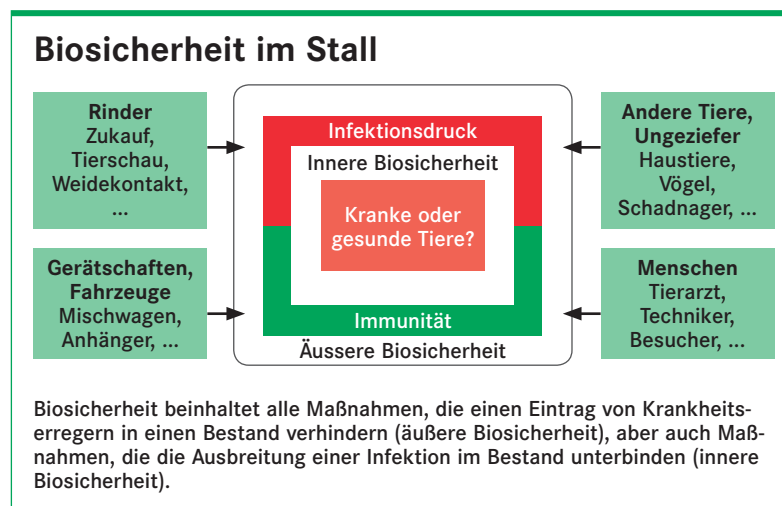 Biosicherheit im Stall
Rinder
Zukauf,
Tierschau,
Weidekontakt,
...
Gerätschaften,
Fahrzeuge
Mischwagen,
Anhänger, ...
Infektionsdruck
Innere Biosicherheit
Kranke oder
gesunde Tiere?
Immunität
Äussere Biosicherheit
Andere Tiere,
Ungeziefer
Haustiere,
Vögel,
Schadnager, ...
Menschen
Tierarzt,
Techniker,
Besucher, ...
Biosicherheit beinhaltet alle Maßnahmen, die einen Eintrag von Krankheits-
erregern in einen Bestand verhindern (äußere Biosicherheit), aber auch Maß-
nahmen, die die Ausbreitung einer Infektion im Bestand unterbinden (innere
Biosicherheit).